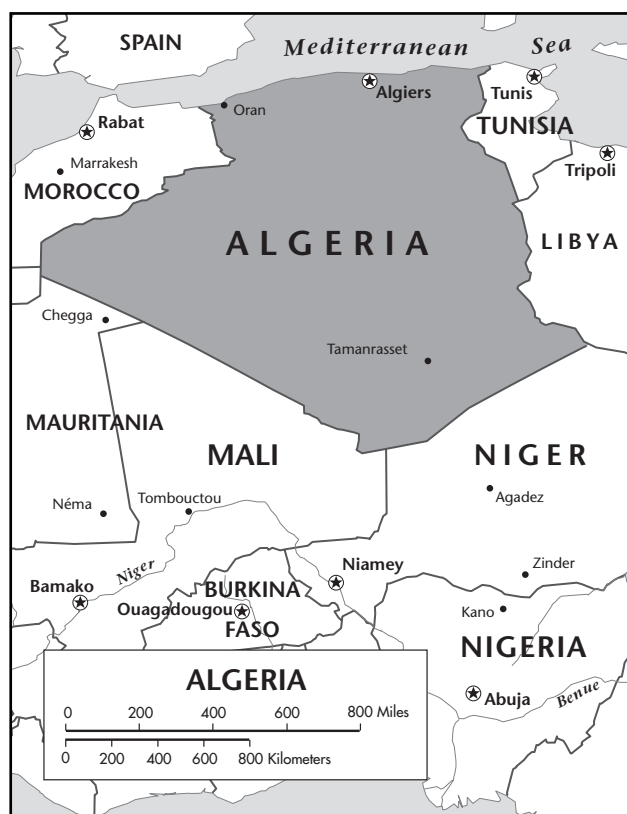 SPAIN
Mediterranean Sea
Algiers
Tunis
Oran
Rabat
TUNISIA
Marrakesh
Tripoli
MOROCCO
ALGERIA
LIBYA
Chegga
Tamanrasset
MAURITANIA
MALI
NIGER
Agadez
Néma
Tombouctou
Niger
Niamey
Zinder
Bamako
BURKINA
Ouagadougou
FASO
Kano
NIGERIA
Abuja
Benue
ALGERIA
0 200 400 600 800 Miles
0 200 400 600 800 Kilometers